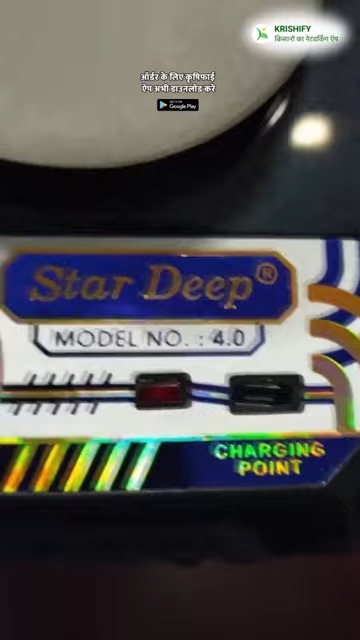 KRISHIFY
किसानों का नेटवर्किंग ऐप
ऑर्डर के लिए कृषिफाई
ऐप अभी डाउनलोड करें
GET IT ON
Google Play
Star Deep®
MODEL NO. : 4.0
CHARGING
POINT